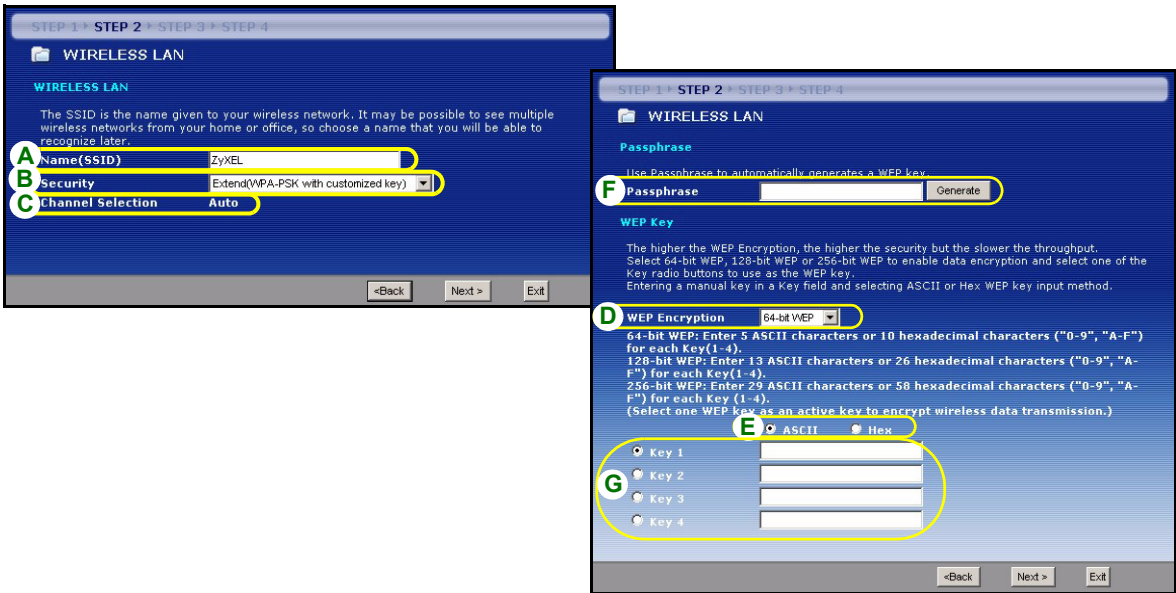 STEP 1 STEP 2 STEP 3 STEP 4
WIRELESS LAN
WIRELESS LAN
The SSID is the name given to your wireless network. It may be possible to see multiple
wireless networks from your home or office, so choose a name that you will be able to
recognize later.
A Name(SSID) ZyXEL
B Security Extend(WPA-PSK with customized key)
C Channel Selection Auto
<Back Next > Exit
STEP 1 STEP 2 STEP 3 STEP 4
WIRELESS LAN
Passphrase
Use Passphrase to automatically generates a WEP key.
F Passphrase Generate
WEP Key
The higher the WEP Encryption, the higher the security but the slower the throughput.
Select 64-bit WEP, 128-bit WEP or 256-bit WEP to enable data encryption and select one of the
Key radio buttons to use as the WEP key.
Entering a manual key in a Key field and selecting ASCII or Hex WEP key input method.
D WEP Encryption 64-bit WEP
64-bit WEP: Enter 5 ASCII characters or 10 hexadecimal characters ("0-9", "A-F")
for each Key(1-4).
128-bit WEP: Enter 13 ASCII characters or 26 hexadecimal characters ("0-9", "A-
F") for each Key(1-4).
256-bit WEP: Enter 29 ASCII characters or 58 hexadecimal characters ("0-9", "A-
F") for each Key (1-4).
(Select one WEP key as an active key to encrypt wireless data transmission.)
E ASCII Hex
Key 1
Key 2
G
Key 3
Key 4
<Back Next > Exit